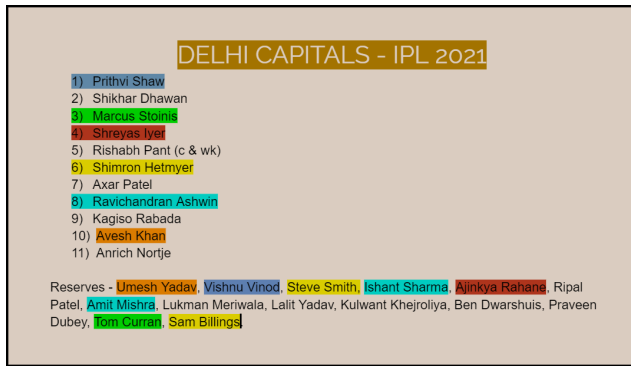 DELHI CAPITALS - IPL 2021
1) Prithvi Shaw
2) Shikhar Dhawan
3) Marcus Stoinis
4) Shreyas Iyer
5) Rishabh Pant (c & wk)
6) Shimron Hetmyer
7) Axar Patel
8) Ravichandran Ashwin
9) Kagiso Rabada
10) Avesh Khan
11) Anrich Nortje
Reserves - Umesh Yadav, Vishnu Vinod, Steve Smith, Ishant Sharma, Ajinkya Rahane, Ripal
Patel, Amit Mishra, Lukman Meriwala, Lalit Yadav, Kulwant Khejroliya, Ben Dwarshuis, Praveen
Dubey, Tom Curran, Sam Billings.